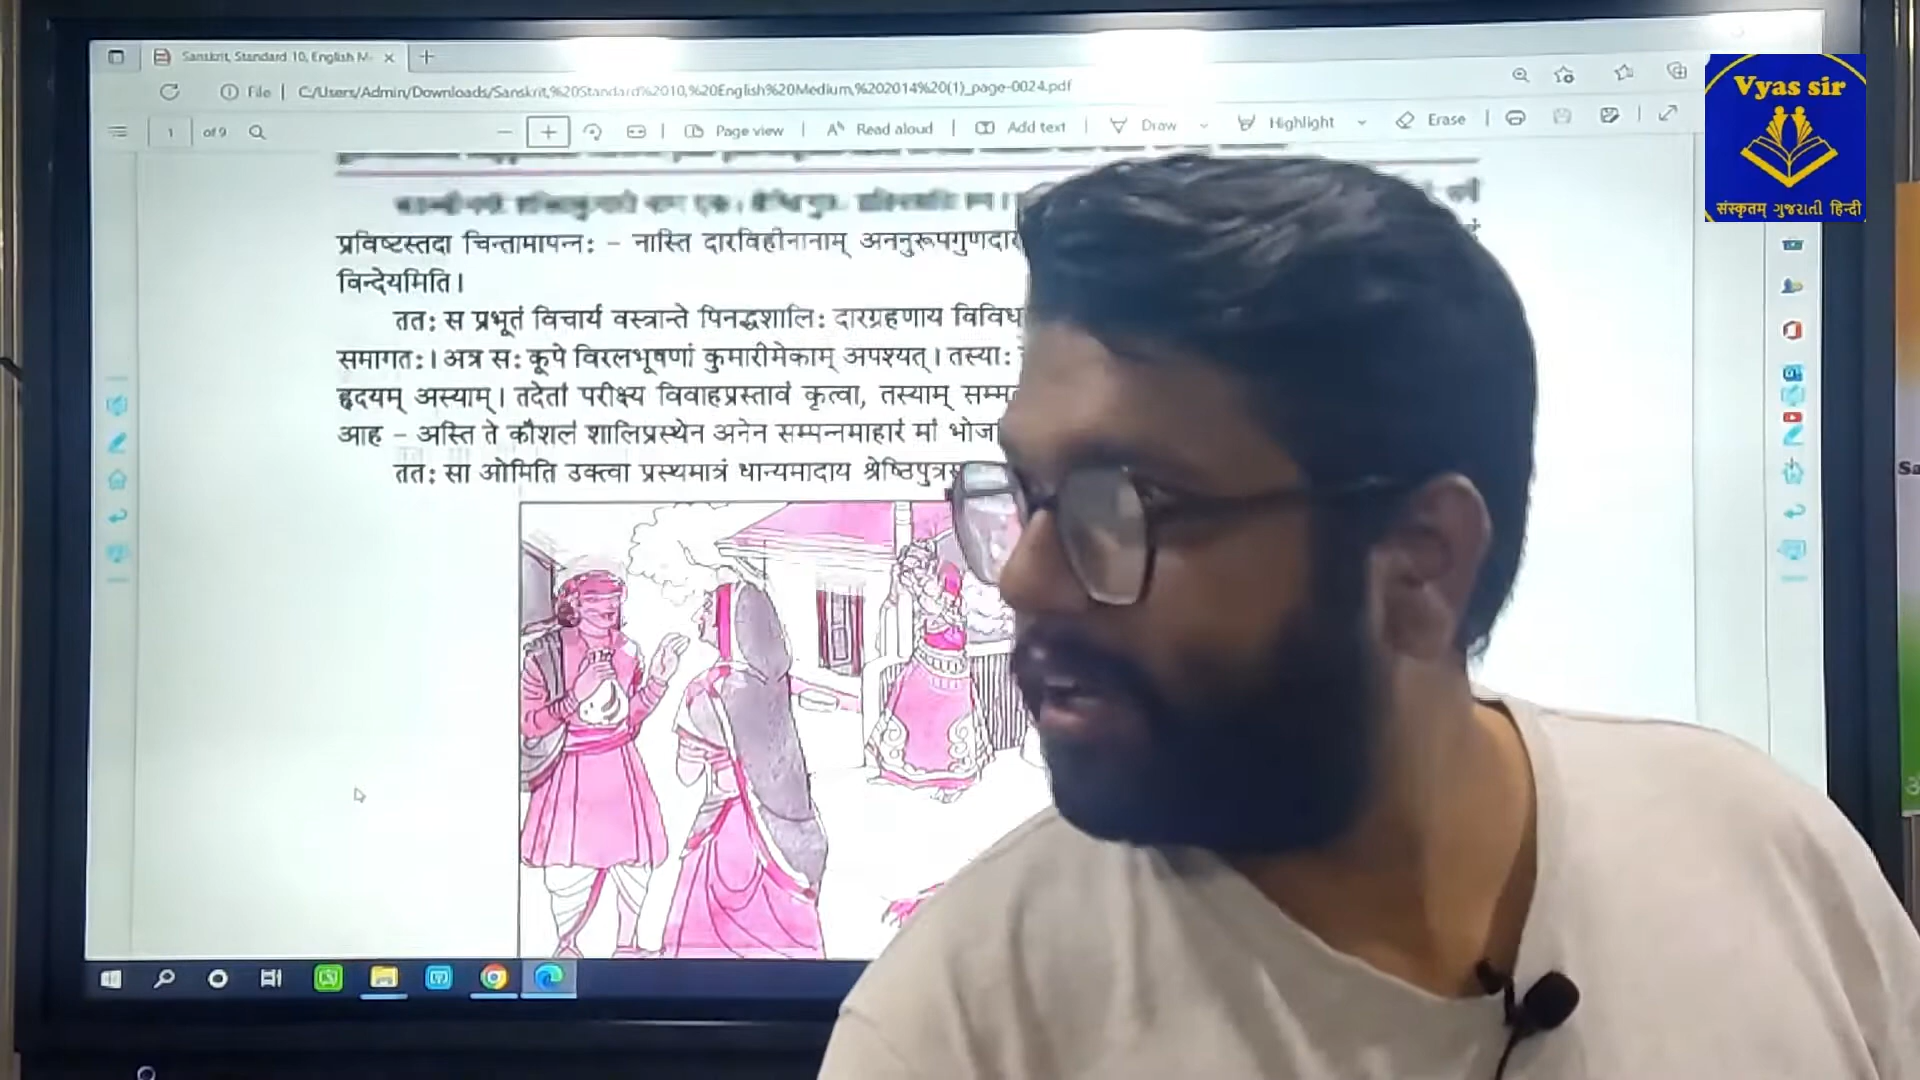 Sanskrit, Standard 10, English M-
File
C:/Users/Admin/Downloads/Sanskrit,%20Standard%2010,%20English%20Medium,%202014%20(1)_page-0024.pdf
1 of 9 Page view Read aloud Add text Draw Highlight Erase
Vyas sir
संस्कृतम् ગુજરાતી हिन्दी
प्रविष्टस्तदा चिन्तामापन्नः – नास्ति दारविहीनानाम् अननुरूपगुणदार
विन्देयमिति।
ततः स प्रभूतं विचार्य वस्त्रान्ते पिनद्धशालिः दारग्रहणाय विविध
समागतः। अत्र सः कूपे विरलभूषणां कुमारीमेकाम् अपश्यत्। तस्याः
हृदयम् अस्याम्। तदेतां परीक्ष्य विवाहप्रस्तावं कृत्वा, तस्याम् सम्म
आह – अस्ति ते कौशलं शालिप्रस्थेन अनेन सम्पन्नमाहारं मां भोज
ततः सा ओमिति उक्त्वा प्रस्थमात्रं धान्यमादाय श्रेष्ठिपुत्रस्
Sa